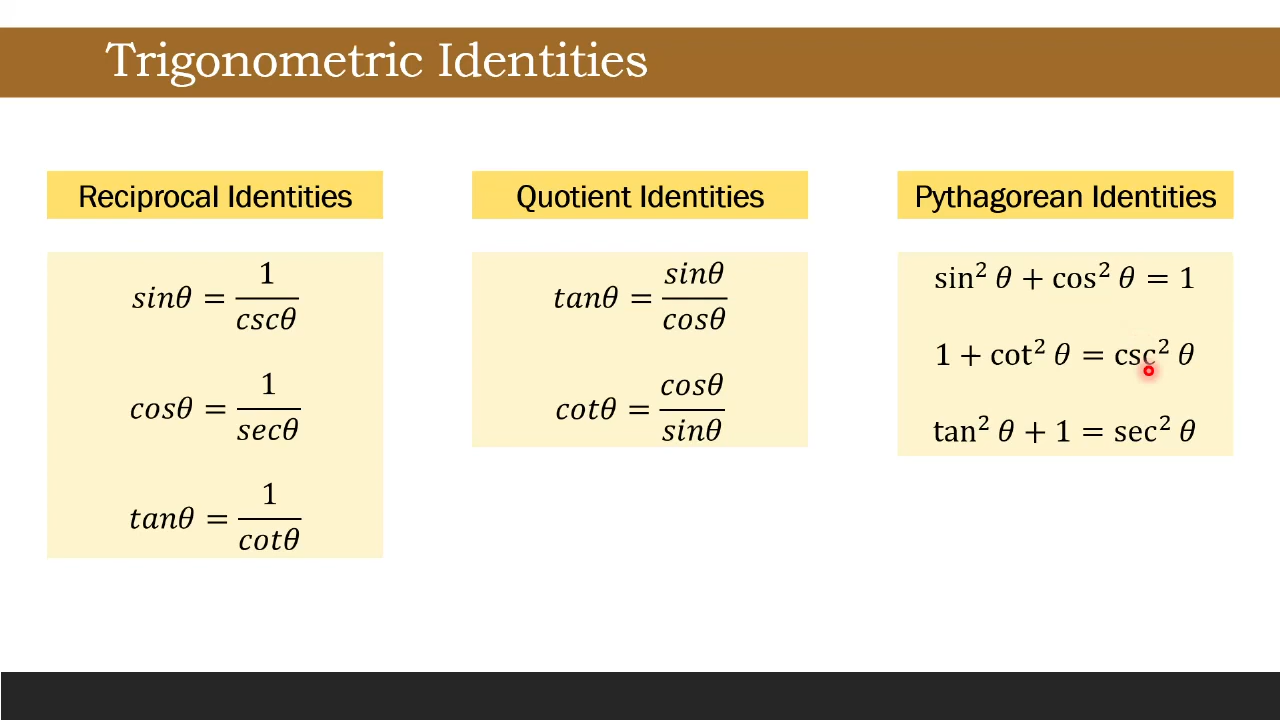 Trigonometric Identities
Reciprocal Identities
sinθ = 1/cscθ
cosθ = 1/secθ
tanθ = 1/cotθ
Quotient Identities
tanθ = sinθ/cosθ
cotθ = cosθ/sinθ
Pythagorean Identities
sin² θ + cos² θ = 1
1 + cot² θ = csc² θ
tan² θ + 1 = sec² θ